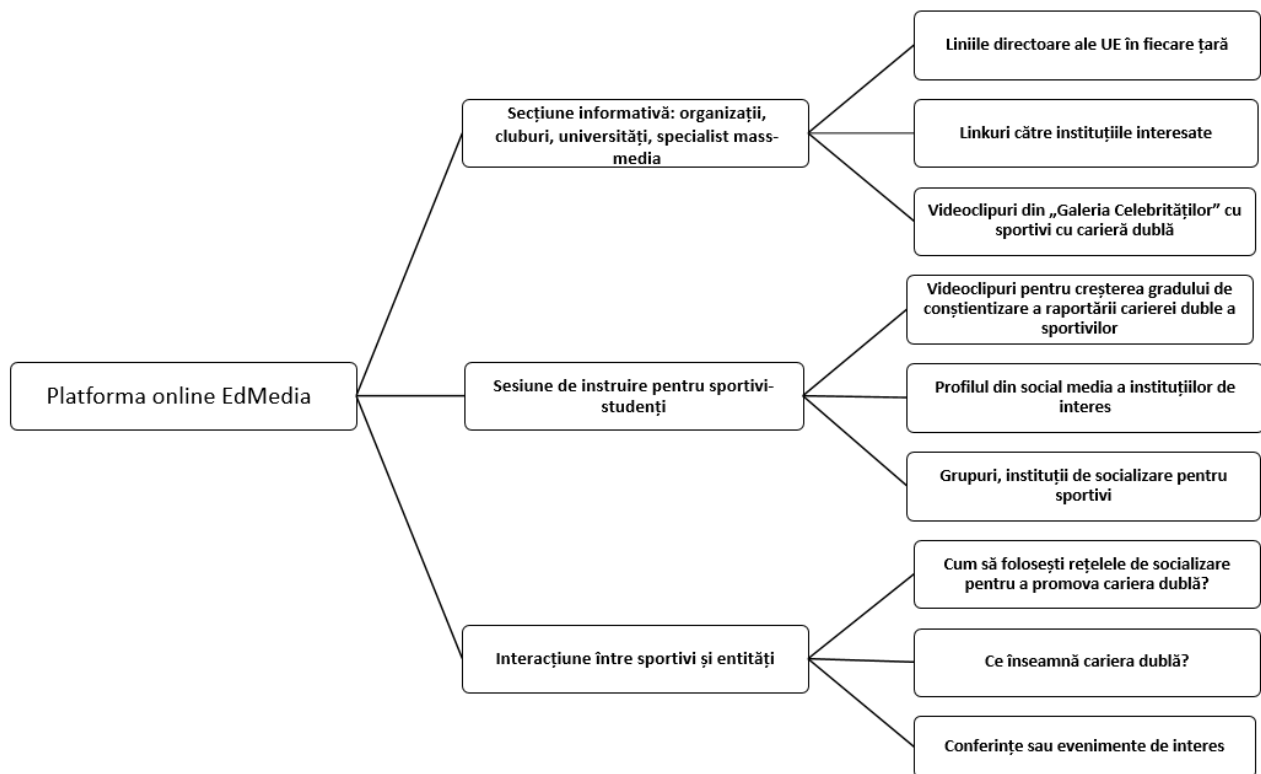 Platforma online EdMedia
Secțiune informativă: organizații,
cluburi, universități, specialist mass-
media
Liniile directoare ale UE în fiecare țară
Linkuri către instituțiile interesate
Videoclipuri din „Galeria Celebrităților” cu
sportivi cu carieră dublă
Sesiune de instruire pentru sportivi-
studenți
Videoclipuri pentru creșterea gradului de
conștientizare a raportării carierei duble a
sportivilor
Profilul din social media a instituțiilor de
interes
Grupuri, instituții de socializare pentru
sportivi
Interacțiune între sportivi și entități
Cum să folosești rețelele de socializare
pentru a promova cariera dublă?
Ce înseamnă cariera dublă?
Conferințe sau evenimente de interes